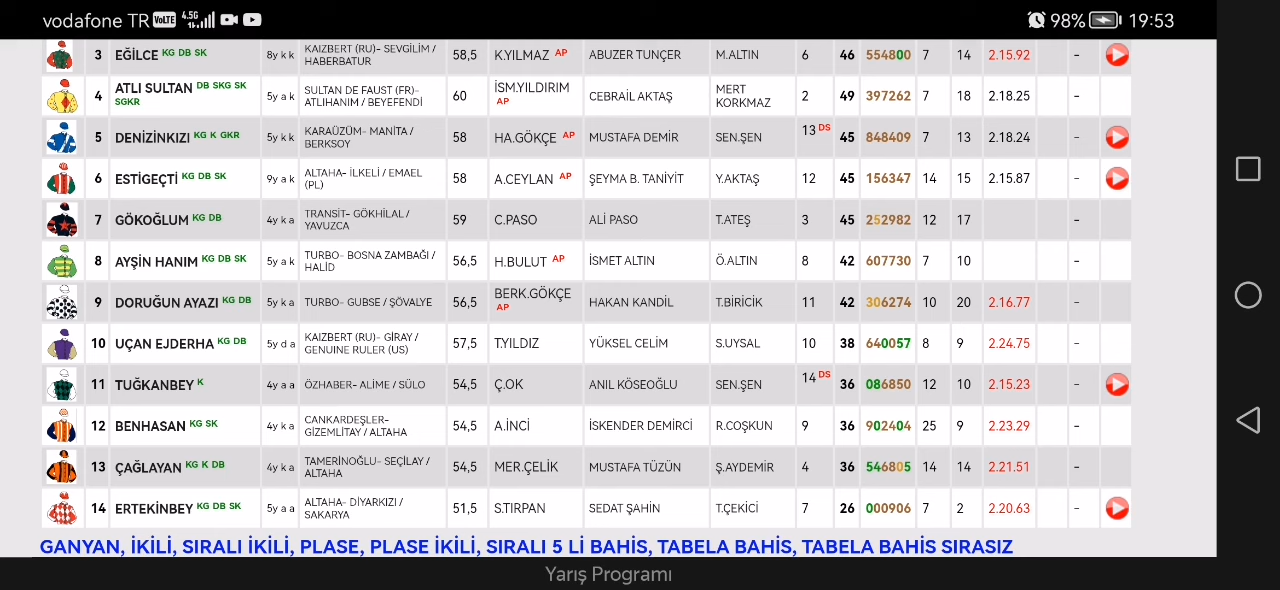 vodafone TR VoLTE 4.5G 98% 19:53
3 EĞİLCE KG DB SK 8y k k KAIZBERT (RU)- SEVGİLİM / HABERBATUR 58,5 K.YILMAZ AP ABUZER TUNÇER M.ALTIN 6 46 554800 7 14 2.15.92 -
4 ATLI SULTAN DB SKG SK SGKR 5y a k SULTAN DE FAUST (FR)- ATLIHANIM / BEYEFENDİ 60 İSM.YILDIRIM AP CEBRAİL AKTAŞ MERT KORKMAZ 2 49 397262 7 18 2.18.25 -
5 DENİZİNKIZI KG K GKR 5y k k KARAÜZÜM- MANİTA / BERKSOY 58 HA.GÖKÇE AP MUSTAFA DEMİR SEN.ŞEN 13 DS 45 848409 7 13 2.18.24 -
6 ESTİGEÇTİ KG DB SK 9y a k ALTAHA- İLKELİ / EMAEL (PL) 58 A.CEYLAN AP ŞEYMA B. TANİYİT Y.AKTAŞ 12 45 156347 14 15 2.15.87 -
7 GÖKOĞLUM KG DB 4y k a TRANSİT- GÖKHİLAL / YAVUZCA 59 C.PASO ALİ PASO T.ATEŞ 3 45 252982 12 17 -
8 AYŞİN HANIM KG DB SK 5y a k TURBO- BOSNA ZAMBAĞI / HALİD 56,5 H.BULUT AP İSMET ALTIN Ö.ALTIN 8 42 607730 7 10 -
9 DORUĞUN AYAZI KG DB 5y k a TURBO- GUBSE / ŞÖVALYE 56,5 BERK.GÖKÇE AP HAKAN KANDİL T.BİRİCİK 11 42 306274 10 20 2.16.77 -
10 UÇAN EJDERHA KG DB 5y d a KAIZBERT (RU)- GİRAY / GENUINE RULER (US) 57,5 T.YILDIZ YÜKSEL CELİM S.UYSAL 10 38 640057 8 9 2.24.75 -
11 TUĞKANBEY K 4y a a ÖZHABER- ALİME / SÜLO 54,5 Ç.OK ANIL KÖSEOĞLU SEN.ŞEN 14 DS 36 086850 12 10 2.15.23 -
12 BENHASAN KG SK 4y k a CANKARDEŞLER- GİZEMLİTAY / ALTAHA 54,5 A.İNCİ İSKENDER DEMİRCİ R.COŞKUN 9 36 902404 25 9 2.23.29 -
13 ÇAĞLAYAN KG K DB 4y k a TAMERİNOĞLU- SEÇİLAY / ALTAHA 54,5 MER.ÇELİK MUSTAFA TÜZÜN Ş.AYDEMİR 4 36 546805 14 14 2.21.51 -
14 ERTEKİNBEY KG DB SK 5y a a ALTAHA- DİYARKIZI / SAKARYA 51,5 S.TIRPAN SEDAT ŞAHİN T.ÇEKİCİ 7 26 000906 7 2 2.20.63 -
GANYAN, İKİLİ, SIRALI İKİLİ, PLASE, PLASE İKİLİ, SIRALI 5 Lİ BAHİS, TABELA BAHİS, TABELA BAHİS SIRASIZ
Yarış Programı